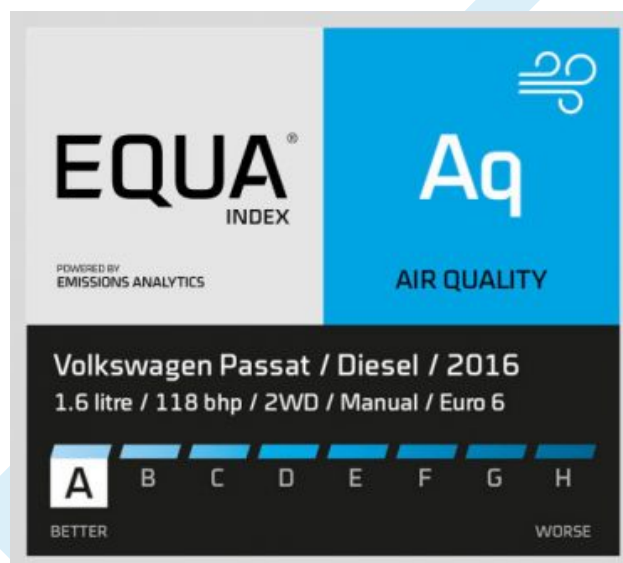 EQUA®
INDEX
POWERED BY
EMISSIONS ANALYTICS
Aq
AIR QUALITY
Volkswagen Passat / Diesel / 2016
1.6 litre / 118 bhp / 2WD / Manual / Euro 6
A B C D E F G H
BETTER WORSE